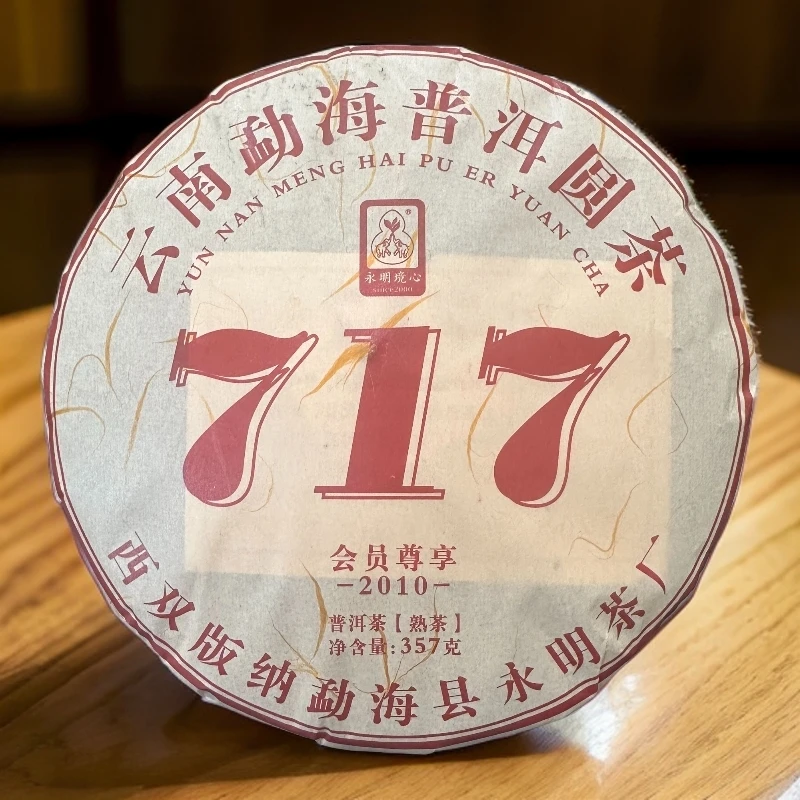 云南勐海普洱圆茶
YUN NAN MENG HAI PU ER YUAN CHA
®
永明境心
SINCE2000
717
会员尊享
-2010-
普洱茶【熟茶】
净含量:357克
西双版纳勐海县永明茶厂